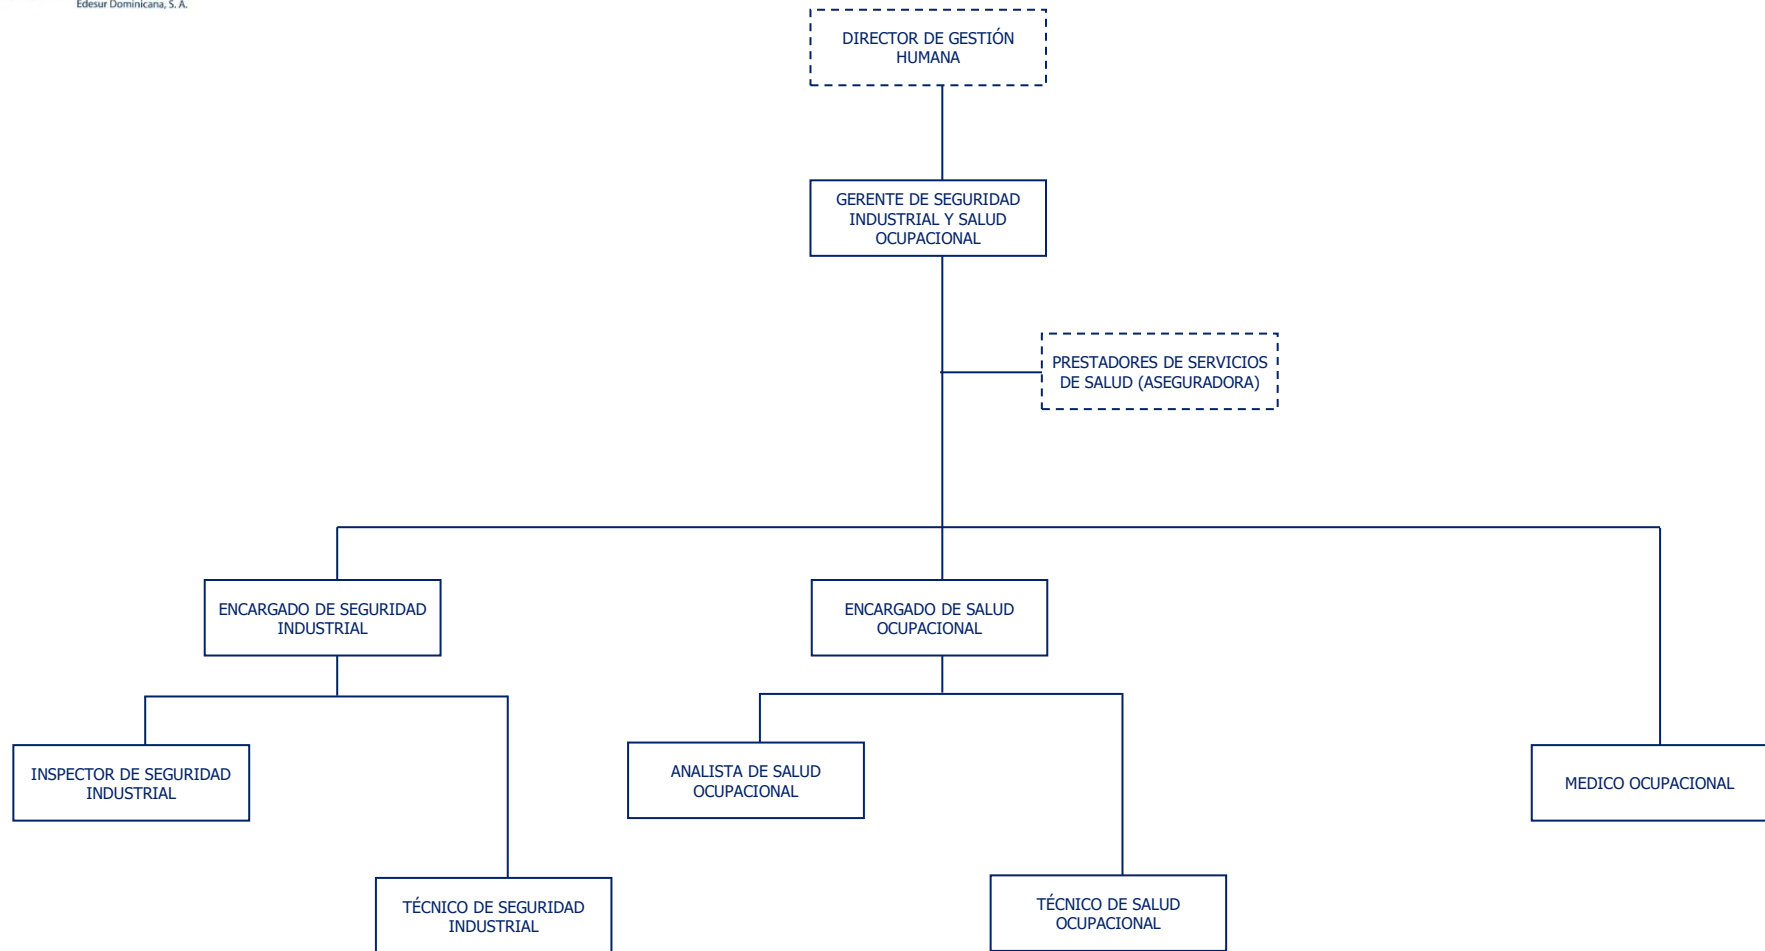 Edesur Dominicana, S. A.
DIRECTOR DE GESTIÓN
HUMANA
GERENTE DE SEGURIDAD
INDUSTRIAL Y SALUD
OCUPACIONAL
PRESTADORES DE SERVICIOS
DE SALUD (ASEGURADORA)
ENCARGADO DE SEGURIDAD
INDUSTRIAL
ENCARGADO DE SALUD
OCUPACIONAL
INSPECTOR DE SEGURIDAD
INDUSTRIAL
ANALISTA DE SALUD
OCUPACIONAL
MEDICO OCUPACIONAL
TÉCNICO DE SEGURIDAD
INDUSTRIAL
TÉCNICO DE SALUD
OCUPACIONAL